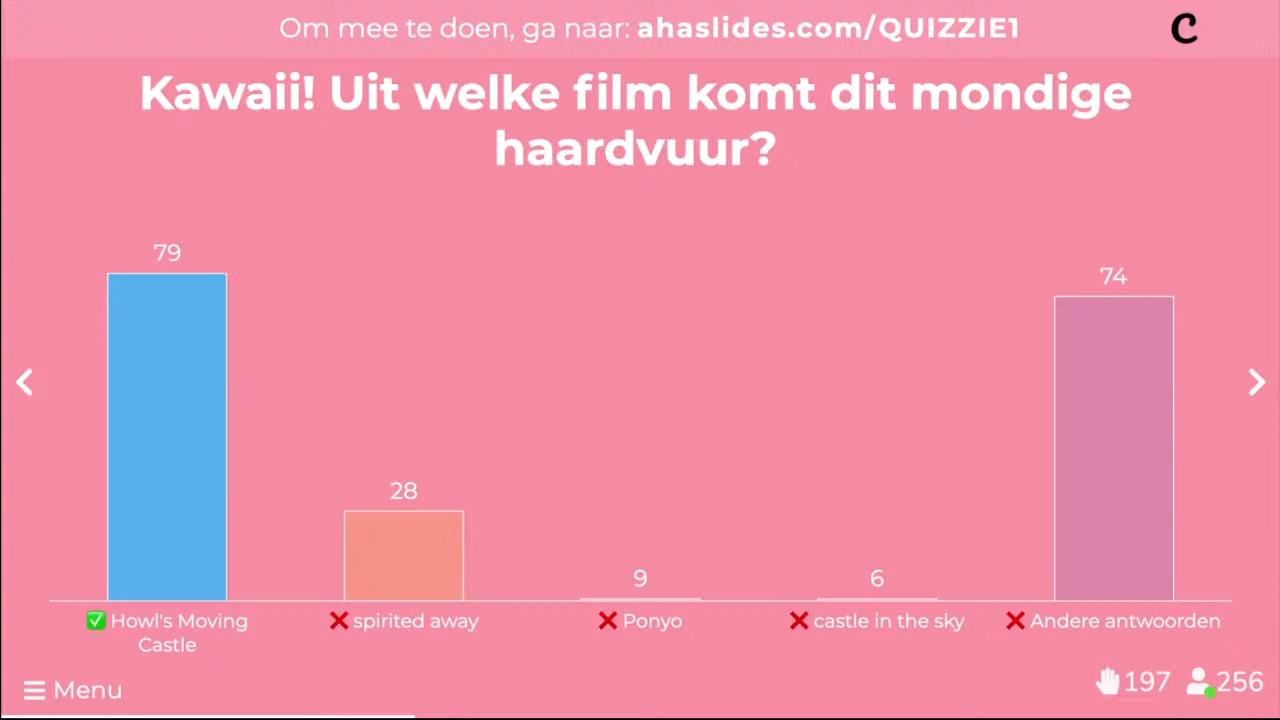 Om mee te doen, ga naar: ahaslides.com/QUIZZIE1
C
Kawaii! Uit welke film komt dit mondige
haardvuur?
79
28
9
6
74
✅ Howl's Moving
Castle
❌ spirited away
❌ Ponyo
❌ castle in the sky
❌ Andere antwoorden
Menu
197
256